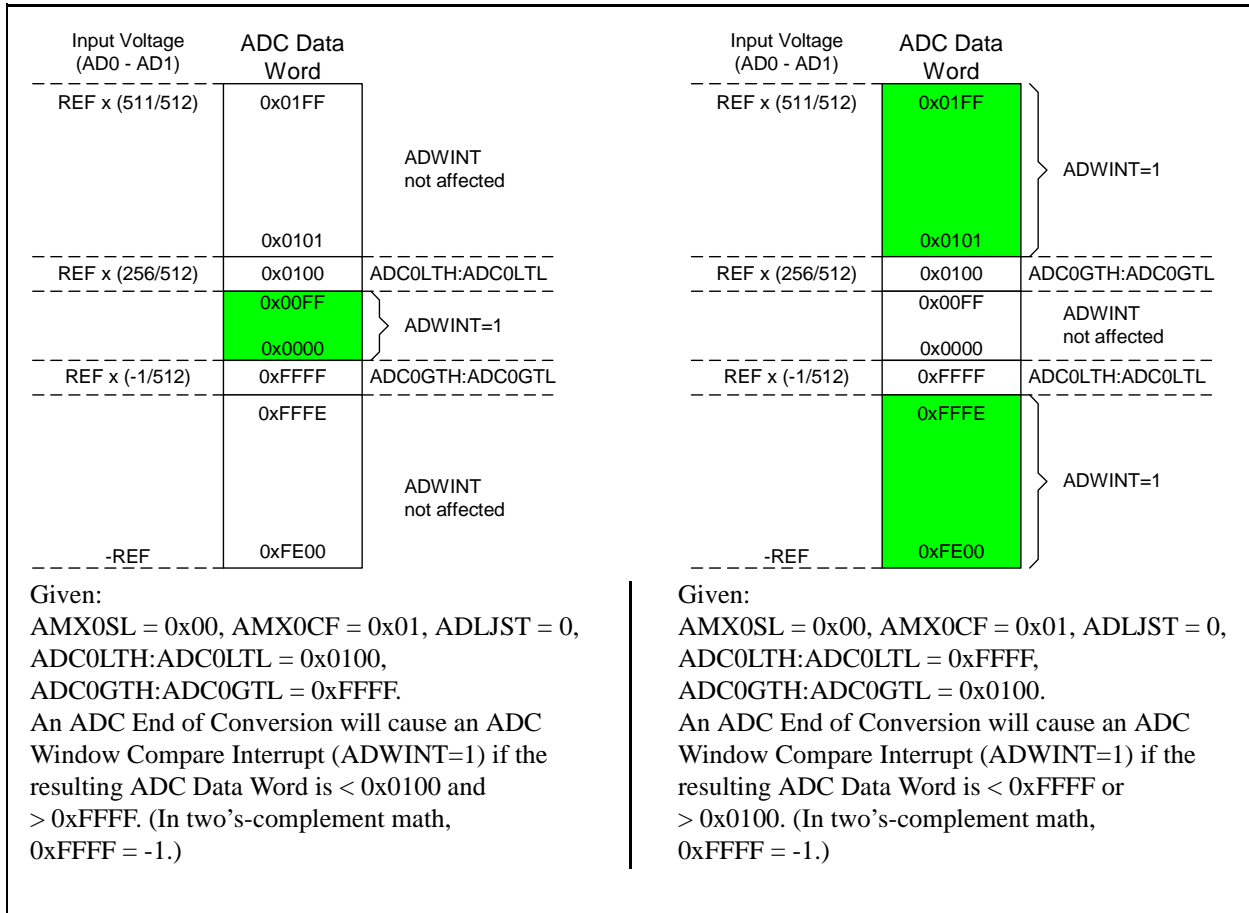 Input Voltage
(AD0 - AD1)
ADC Data
Word
REF x (511/512)
0x01FF
ADWINT
not affected
0x0101
REF x (256/512)
0x0100
ADC0LTH:ADC0LTL
0x00FF
ADWINT=1
0x0000
REF x (-1/512)
0xFFFF
ADC0GTH:ADC0GTL
0xFFFE
ADWINT
not affected
-REF
0xFE00
Given:
AMX0SL = 0x00, AMX0CF = 0x01, ADLJST = 0,
ADC0LTH:ADC0LTL = 0x0100,
ADC0GTH:ADC0GTL = 0xFFFF.
An ADC End of Conversion will cause an ADC
Window Compare Interrupt (ADWINT=1) if the
resulting ADC Data Word is < 0x0100 and
> 0xFFFF. (In two's-complement math,
0xFFFF = -1.)
Input Voltage
(AD0 - AD1)
ADC Data
Word
REF x (511/512)
0x01FF
ADWINT=1
0x0101
REF x (256/512)
0x0100
ADC0GTH:ADC0GTL
0x00FF
ADWINT
not affected
0x0000
REF x (-1/512)
0xFFFF
ADC0LTH:ADC0LTL
0xFFFE
ADWINT=1
-REF
0xFE00
Given:
AMX0SL = 0x00, AMX0CF = 0x01, ADLJST = 0,
ADC0LTH:ADC0LTL = 0xFFFF,
ADC0GTH:ADC0GTL = 0x0100.
An ADC End of Conversion will cause an ADC
Window Compare Interrupt (ADWINT=1) if the
resulting ADC Data Word is < 0xFFFF or
> 0x0100. (In two's-complement math,
0xFFFF = -1.)